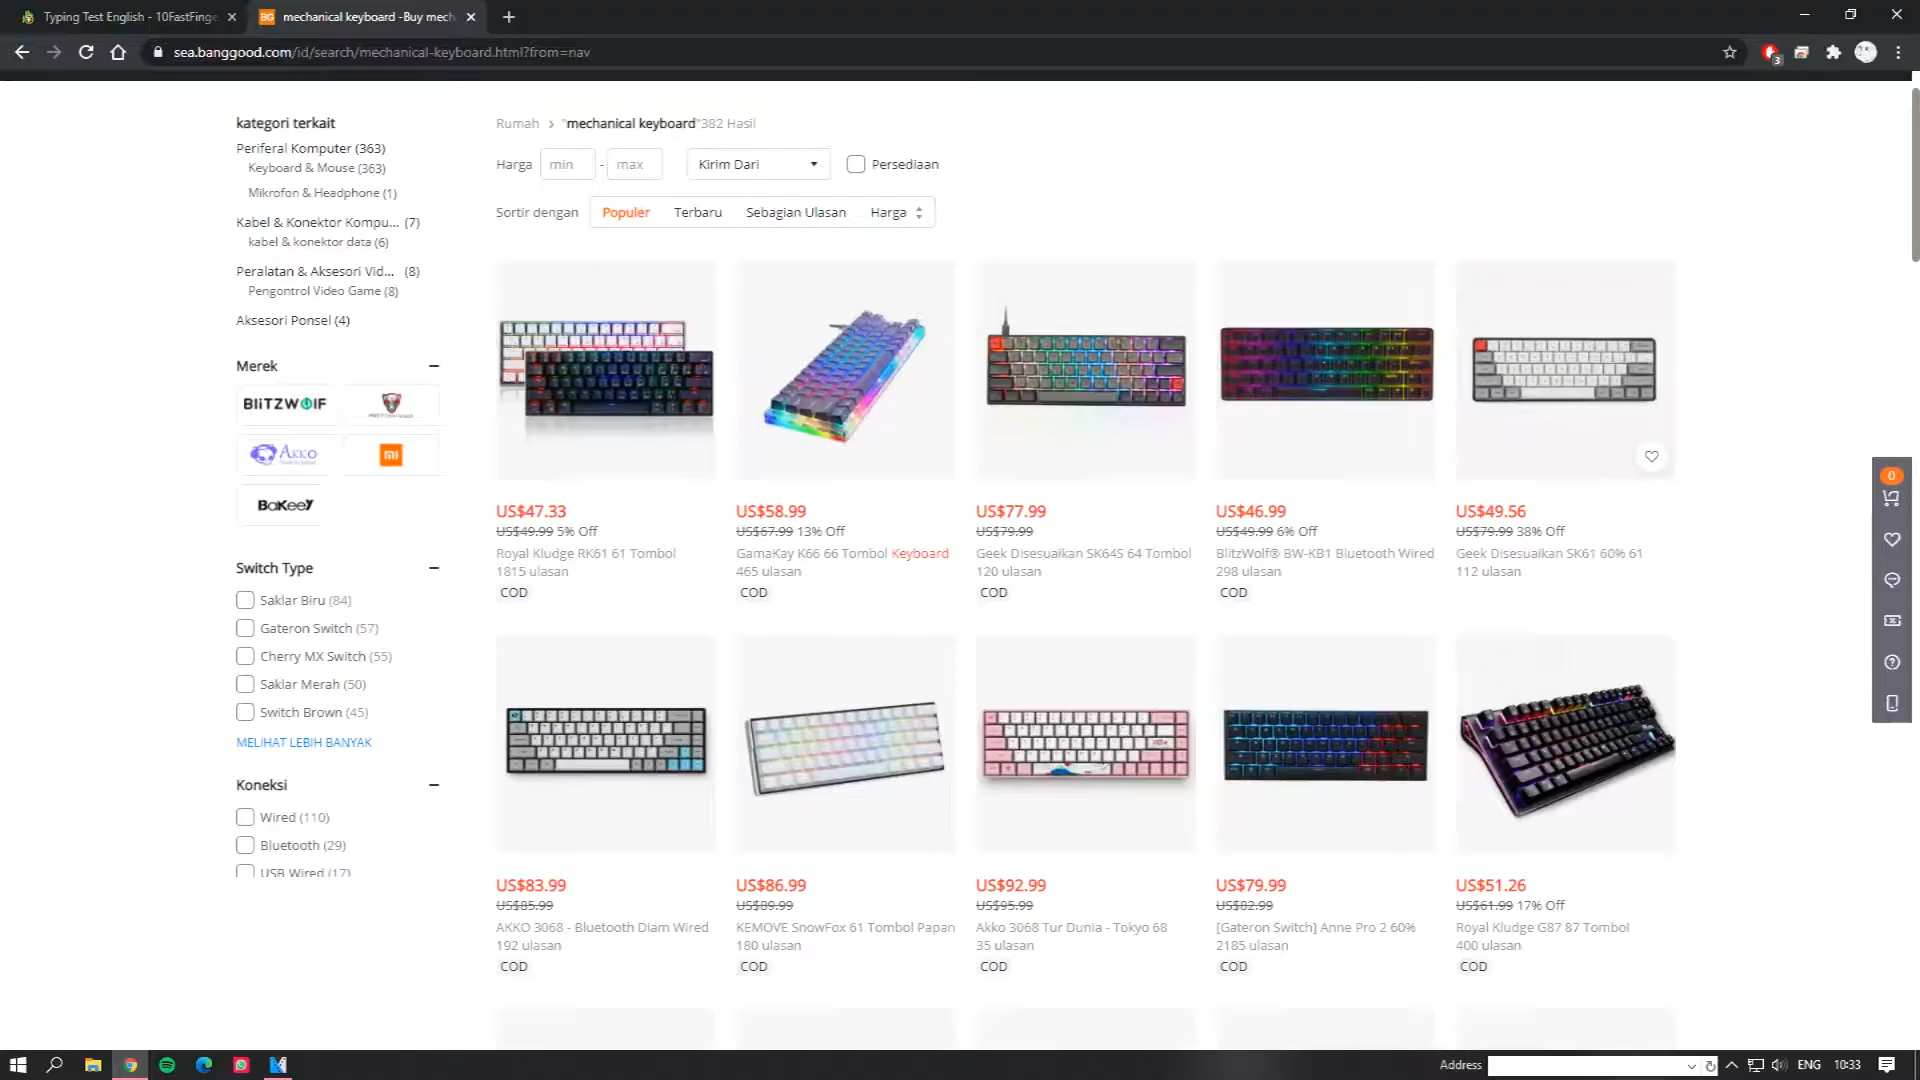 Typing Test English - 10FastFinge
mechanical keyboard -Buy mech
sea.banggood.com/id/search/mechanical-keyboard.html?from=nav
3
kategori terkait
Periferal Komputer (363)
Keyboard & Mouse (363)
Mikrofon & Headphone (1)
Kabel & Konektor Kompu... (7)
kabel & konektor data (6)
Peralatan & Aksesori Vid... (8)
Pengontrol Video Game (8)
Aksesori Ponsel (4)
Merek
BLiTZWOLF
AKKO
BaKeeY
Switch Type
Saklar Biru (84)
Gateron Switch (57)
Cherry MX Switch (55)
Saklar Merah (50)
Switch Brown (45)
MELIHAT LEBIH BANYAK
Koneksi
Wired (110)
Bluetooth (29)
USB Wired (17)
Rumah > "mechanical keyboard"382 Hasil
Harga min - max Kirim Dari Persediaan
Sortir dengan Populer Terbaru Sebagian Ulasan Harga
US$47.33
US$49.99 5% Off
Royal Kludge RK61 61 Tombol
1815 ulasan
COD
US$58.99
US$67.99 13% Off
GamaKay K66 66 Tombol Keyboard
465 ulasan
COD
US$77.99
US$79.99
Geek Disesuaikan SK64S 64 Tombol
120 ulasan
COD
US$46.99
US$49.99 6% Off
BlitzWolf® BW-KB1 Bluetooth Wired
298 ulasan
COD
US$49.56
US$79.99 38% Off
Geek Disesuaikan SK61 60% 61
112 ulasan
US$83.99
US$85.99
AKKO 3068 - Bluetooth Diam Wired
192 ulasan
COD
US$86.99
US$89.99
KEMOVE SnowFox 61 Tombol Papan
180 ulasan
COD
US$92.99
US$95.99
Akko 3068 Tur Dunia - Tokyo 68
35 ulasan
COD
US$79.99
US$82.99
[Gateron Switch] Anne Pro 2 60%
2185 ulasan
COD
US$51.26
US$61.99 17% Off
Royal Kludge G87 87 Tombol
400 ulasan
COD
0
Address
ENG
10:33